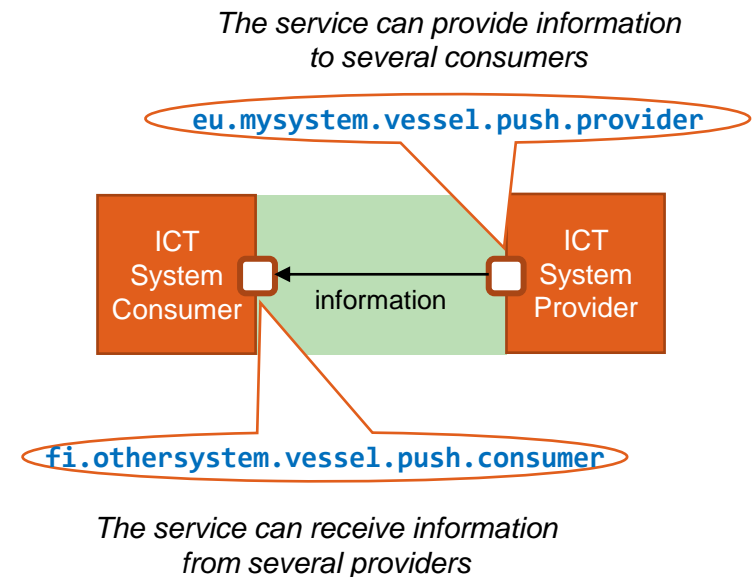 The service can provide information
to several consumers
eu.mysystem.vessel.push.provider
ICT
System
Consumer
information
ICT
System
Provider
fi.othersystem.vessel.push.consumer
The service can receive information
from several providers